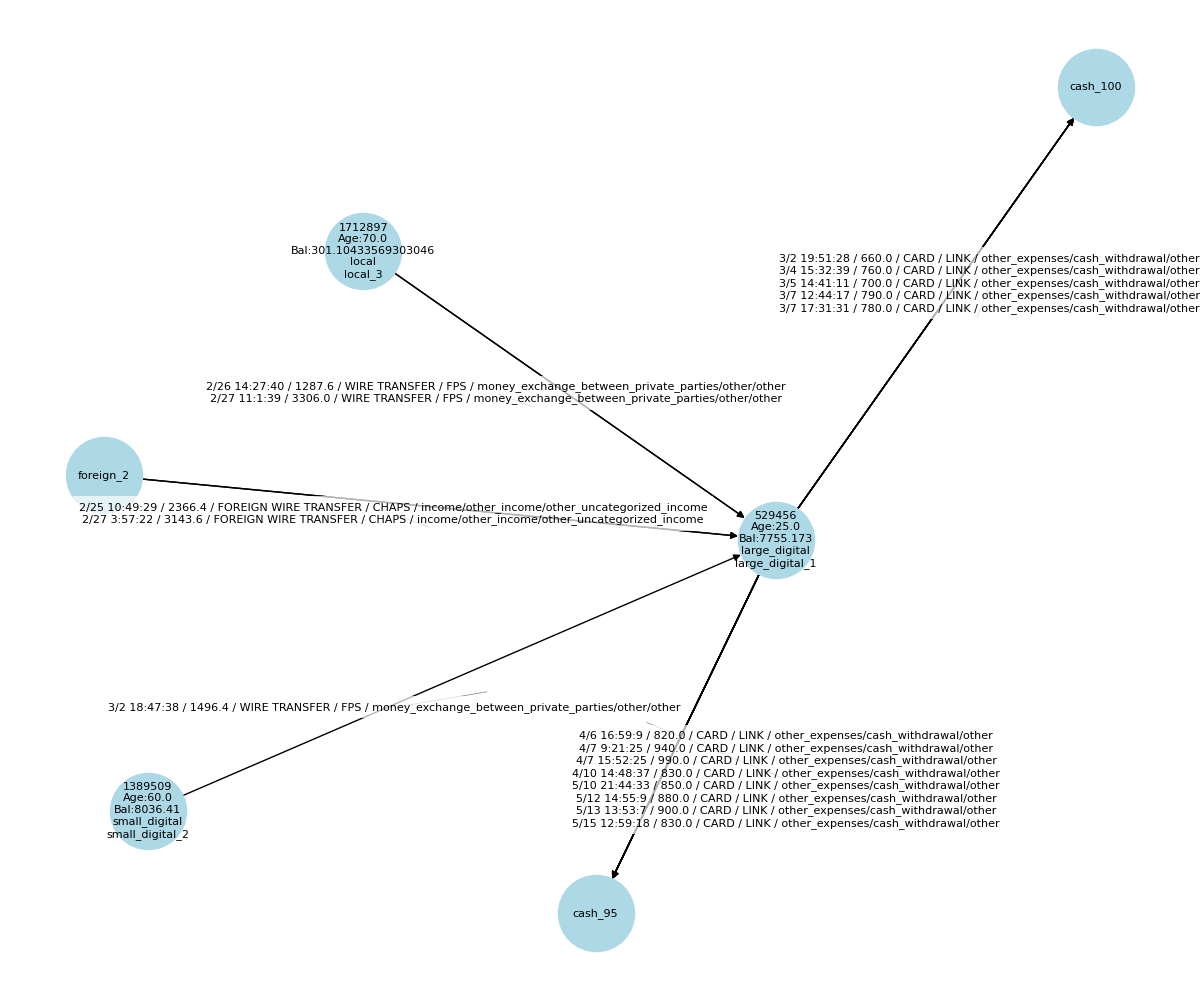 cash_100
1712897
Age:70.0
Bal:301.10433569303046
local
local_3
3/2 19:51:28 / 660.0 / CARD / LINK / other_expenses/cash_withdrawal/other
3/4 15:32:39 / 760.0 / CARD / LINK / other_expenses/cash_withdrawal/other
3/5 14:41:11 / 700.0 / CARD / LINK / other_expenses/cash_withdrawal/other
3/7 12:44:17 / 790.0 / CARD / LINK / other_expenses/cash_withdrawal/other
3/7 17:31:31 / 780.0 / CARD / LINK / other_expenses/cash_withdrawal/other
2/26 14:27:40 / 1287.6 / WIRE TRANSFER / FPS / money_exchange_between_private_parties/other/other
2/27 11:1:39 / 3306.0 / WIRE TRANSFER / FPS / money_exchange_between_private_parties/other/other
foreign_2
2/25 10:49:29 / 2366.4 / FOREIGN WIRE TRANSFER / CHAPS / income/other_income/other_uncategorized_income
2/27 3:57:22 / 3143.6 / FOREIGN WIRE TRANSFER / CHAPS / income/other_income/other_uncategorized_income
529456
Age:25.0
Bal:7755.173
large_digital
large_digital_1
3/2 18:47:38 / 1496.4 / WIRE TRANSFER / FPS / money_exchange_between_private_parties/other/other
4/6 16:59:9 / 820.0 / CARD / LINK / other_expenses/cash_withdrawal/other
4/7 9:21:25 / 940.0 / CARD / LINK / other_expenses/cash_withdrawal/other
4/7 15:52:25 / 990.0 / CARD / LINK / other_expenses/cash_withdrawal/other
4/10 14:48:37 / 830.0 / CARD / LINK / other_expenses/cash_withdrawal/other
5/10 21:44:33 / 850.0 / CARD / LINK / other_expenses/cash_withdrawal/other
5/12 14:55:9 / 880.0 / CARD / LINK / other_expenses/cash_withdrawal/other
5/13 13:53:7 / 900.0 / CARD / LINK / other_expenses/cash_withdrawal/other
5/15 12:59:18 / 830.0 / CARD / LINK / other_expenses/cash_withdrawal/other
1389509
Age:60.0
Bal:8036.41
small_digital
small_digital_2
cash_95